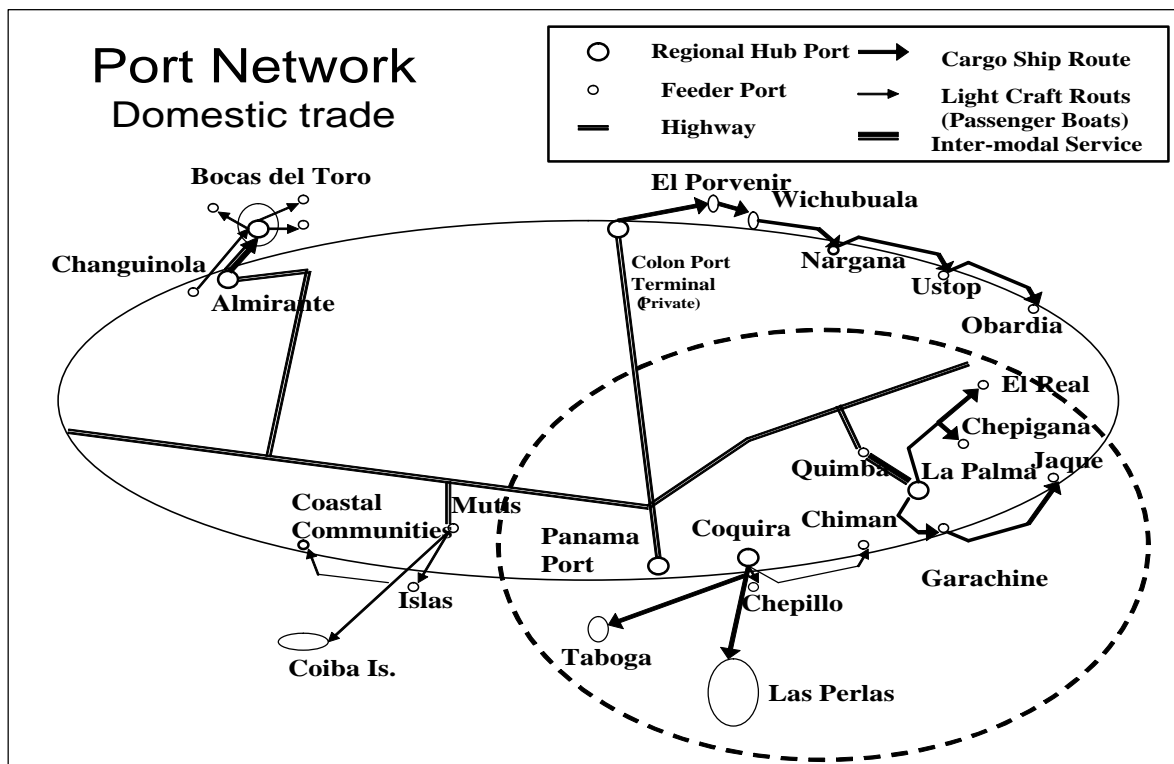 Port Network
Domestic trade
Regional Hub Port
Feeder Port
Highway
Cargo Ship Route
Light Craft Routs
(Passenger Boats)
Inter-modal Service
Bocas del Toro
El Porvenir
Wichubuala
Changuinola
Almirante
Colon Port
Terminal
(Private)
Nargana
Ustop
Obardia
El Real
Chepigana
Quimba
La Palma
Jaque
Coastal
Communities
Mutis
Panama
Port
Coquira
Chiman
Garachine
Islas
Chepillo
Coiba Is.
Taboga
Las Perlas